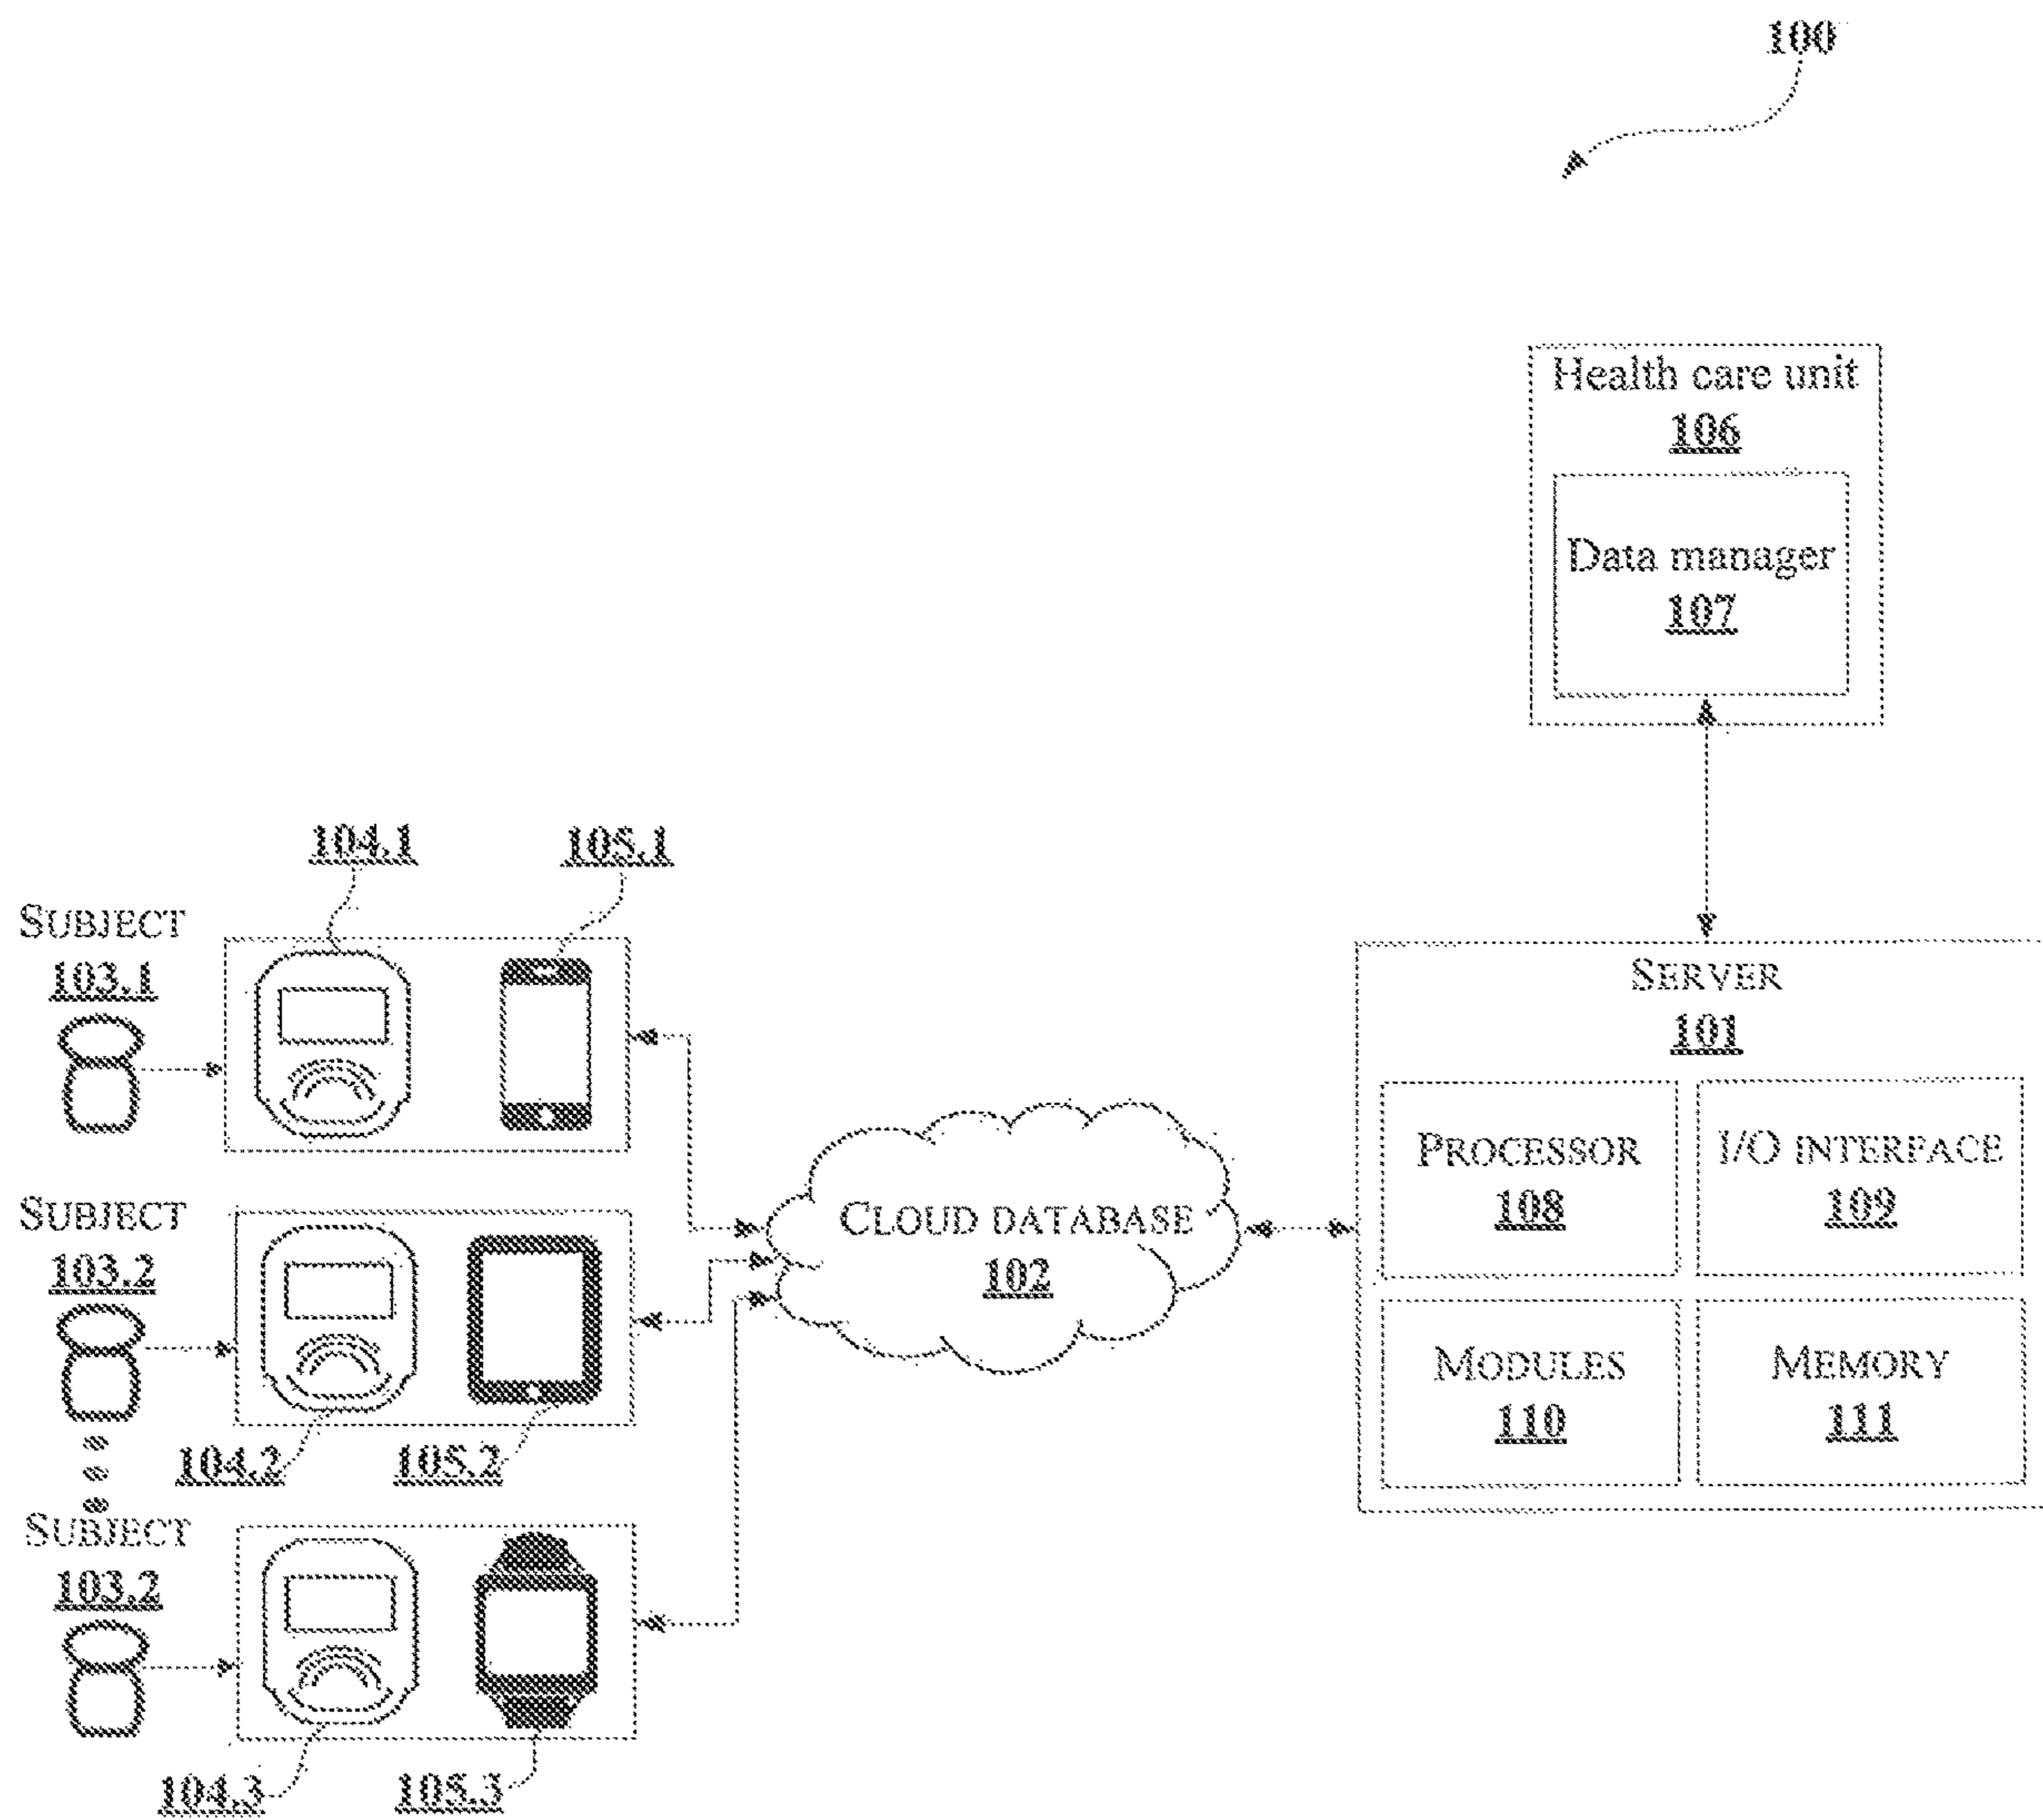 100
Health care unit
106
Data manager
107
104.1
105.1
SUBJECT
103.1
SERVER
101
PROCESSOR
108
I/O INTERFACE
109
SUBJECT
103.2
CLOUD DATABASE
102
MODULES
110
MEMORY
111
104.2
105.2
SUBJECT
103.2
104.3
105.3